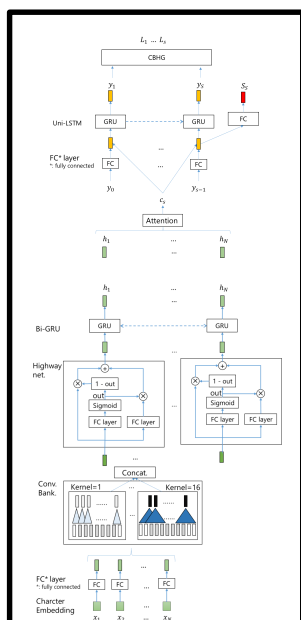 L₁ ... Lₛ
CBHG
y₁ yₛ Sₛ
Uni-LSTM GRU GRU FC
FC* layer
*: fully connected
...
FC FC
y₀ yₛ₋₁
cₛ
Attention
h₁ ... h_N
...
h₁ ... h_N
Bi-GRU GRU GRU
Highway net.
+ +
× 1 - out × × 1 - out ×
out out
Sigmoid Sigmoid
FC layer FC layer FC layer FC layer
...
...
Concat.
Conv. Bank.
Kernel=1 ... Kernel=16
...... ......
...... ......
...
FC* layer
*: fully connected
FC FC FC
...
Charcter Embedding
x₁ x₂ ... x_N